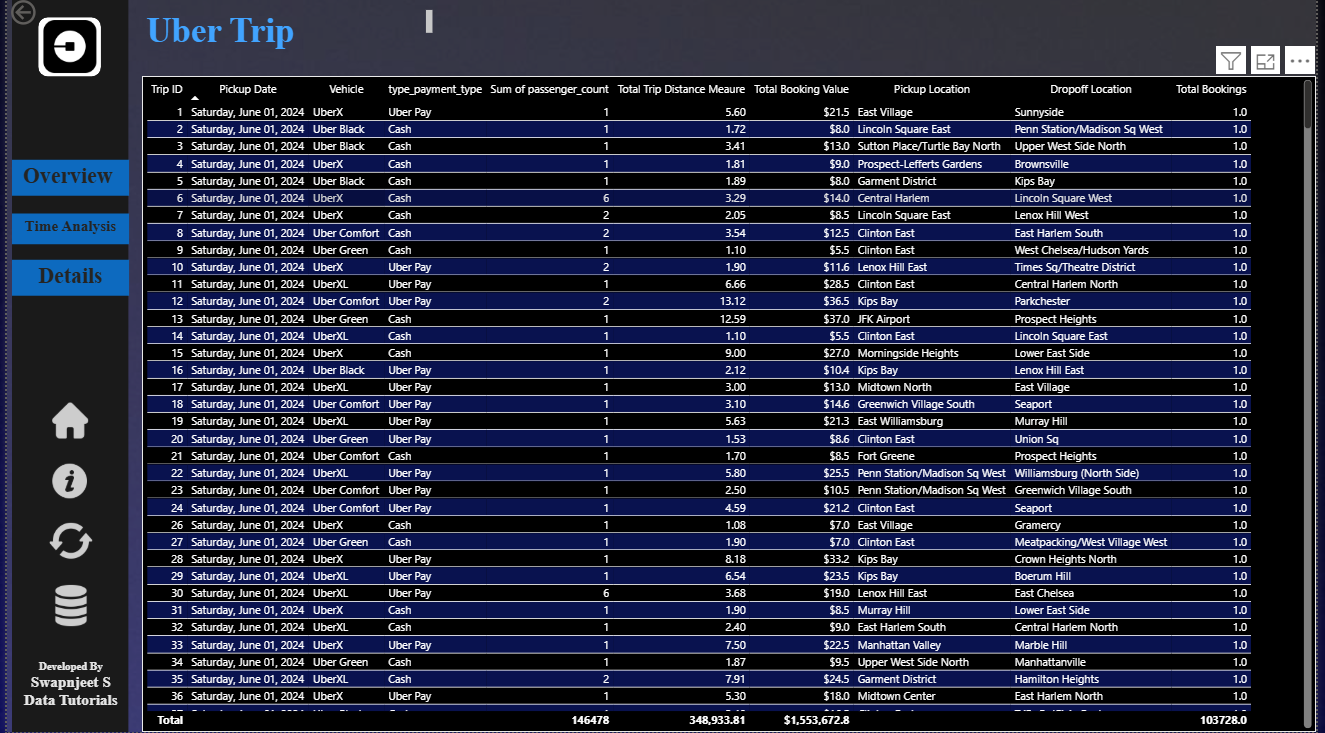 Uber Trip
Overview
Time Analysis
Details
Developed By
Swapnjeet S
Data Tutorials
Trip ID Pickup Date Vehicle type_payment_type Sum of passenger_count Total Trip Distance Meaure Total Booking Value Pickup Location Dropoff Location Total Bookings
1 Saturday, June 01, 2024 UberX Uber Pay 1 5.60 $21.5 East Village Sunnyside 1.0
2 Saturday, June 01, 2024 Uber Black Cash 1 1.72 $8.0 Lincoln Square East Penn Station/Madison Sq West 1.0
3 Saturday, June 01, 2024 Uber Black Cash 1 3.41 $13.0 Sutton Place/Turtle Bay North Upper West Side North 1.0
4 Saturday, June 01, 2024 UberX Cash 1 1.81 $9.0 Prospect-Lefferts Gardens Brownsville 1.0
5 Saturday, June 01, 2024 Uber Black Cash 1 1.89 $8.0 Garment District Kips Bay 1.0
6 Saturday, June 01, 2024 UberX Cash 6 3.29 $14.0 Central Harlem Lincoln Square West 1.0
7 Saturday, June 01, 2024 UberX Cash 2 2.05 $8.5 Lincoln Square East Lenox Hill West 1.0
8 Saturday, June 01, 2024 Uber Comfort Cash 2 3.54 $12.5 Clinton East East Harlem South 1.0
9 Saturday, June 01, 2024 Uber Green Cash 1 1.10 $5.5 Clinton East West Chelsea/Hudson Yards 1.0
10 Saturday, June 01, 2024 UberX Uber Pay 2 1.90 $11.6 Lenox Hill East Times Sq/Theatre District 1.0
11 Saturday, June 01, 2024 UberXL Uber Pay 1 6.66 $28.5 Clinton East Central Harlem North 1.0
12 Saturday, June 01, 2024 Uber Comfort Uber Pay 2 13.12 $36.5 Kips Bay Parkchester 1.0
13 Saturday, June 01, 2024 Uber Green Cash 1 12.59 $37.0 JFK Airport Prospect Heights 1.0
14 Saturday, June 01, 2024 UberXL Cash 1 1.10 $5.5 Clinton East Lincoln Square East 1.0
15 Saturday, June 01, 2024 UberX Cash 1 9.00 $27.0 Morningside Heights Lower East Side 1.0
16 Saturday, June 01, 2024 Uber Black Uber Pay 1 2.12 $10.4 Kips Bay Lenox Hill East 1.0
17 Saturday, June 01, 2024 UberXL Uber Pay 1 3.00 $13.0 Midtown North East Village 1.0
18 Saturday, June 01, 2024 Uber Comfort Uber Pay 1 3.10 $14.6 Greenwich Village South Seaport 1.0
19 Saturday, June 01, 2024 UberXL Uber Pay 1 5.63 $21.3 East Williamsburg Murray Hill 1.0
20 Saturday, June 01, 2024 Uber Green Uber Pay 1 1.53 $8.6 Clinton East Union Sq 1.0
21 Saturday, June 01, 2024 Uber Comfort Cash 1 1.70 $8.5 Fort Greene Prospect Heights 1.0
22 Saturday, June 01, 2024 UberXL Uber Pay 1 5.80 $25.5 Penn Station/Madison Sq West Williamsburg (North Side) 1.0
23 Saturday, June 01, 2024 Uber Comfort Uber Pay 1 2.50 $10.5 Penn Station/Madison Sq West Greenwich Village South 1.0
24 Saturday, June 01, 2024 Uber Comfort Uber Pay 1 4.59 $21.2 Clinton East Seaport 1.0
26 Saturday, June 01, 2024 UberX Cash 1 1.08 $7.0 East Village Gramercy 1.0
27 Saturday, June 01, 2024 Uber Green Cash 1 1.90 $7.0 Clinton East Meatpacking/West Village West 1.0
28 Saturday, June 01, 2024 UberX Uber Pay 1 8.18 $33.2 Kips Bay Crown Heights North 1.0
29 Saturday, June 01, 2024 UberXL Uber Pay 1 6.54 $23.5 Kips Bay Boerum Hill 1.0
30 Saturday, June 01, 2024 UberXL Uber Pay 6 3.68 $19.0 Lenox Hill East East Chelsea 1.0
31 Saturday, June 01, 2024 UberX Cash 1 1.90 $8.5 Murray Hill Lower East Side 1.0
32 Saturday, June 01, 2024 UberXL Cash 1 2.40 $9.0 East Harlem South Central Harlem North 1.0
33 Saturday, June 01, 2024 UberX Uber Pay 1 7.50 $22.5 Manhattan Valley Marble Hill 1.0
34 Saturday, June 01, 2024 Uber Green Cash 1 1.87 $9.5 Upper West Side North Manhattanville 1.0
35 Saturday, June 01, 2024 UberXL Cash 2 7.91 $24.5 Garment District Hamilton Heights 1.0
36 Saturday, June 01, 2024 UberX Uber Pay 1 5.30 $18.0 Midtown Center East Harlem North 1.0
Total 146478 348,933.81 $1,553,672.8 103728.0